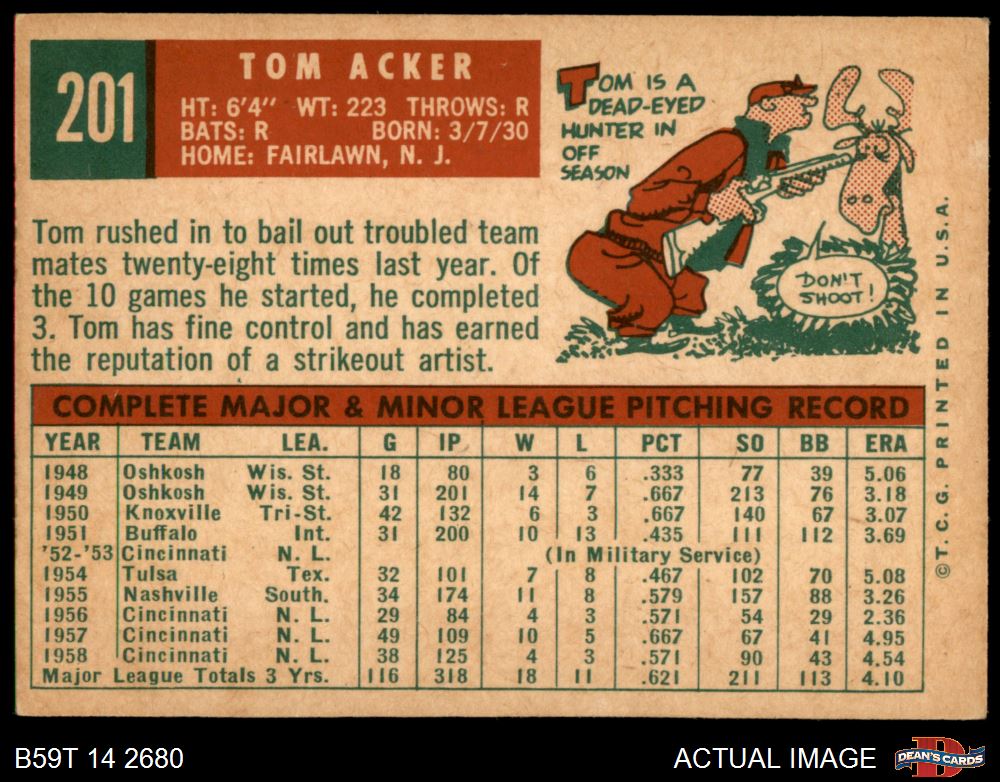 201
TOM ACKER
HT: 6'4" WT: 223 THROWS: R
BATS: R BORN: 3/7/30
HOME: FAIRLAWN, N. J.
TOM IS A
DEAD-EYED
HUNTER IN
OFF
SEASON
DON'T
SHOOT!
Tom rushed in to bail out troubled team
mates twenty-eight times last year. Of
the 10 games he started, he completed
3. Tom has fine control and has earned
the reputation of a strikeout artist.
COMPLETE MAJOR & MINOR LEAGUE PITCHING RECORD
YEAR TEAM LEA. G IP W L PCT SO BB ERA
1948 Oshkosh Wis. St. 18 80 3 6 .333 77 39 5.06
1949 Oshkosh Wis. St. 31 201 14 7 .667 213 76 3.18
1950 Knoxville Tri-St. 42 132 6 3 .667 140 67 3.07
1951 Buffalo Int. 31 200 10 13 .435 111 112 3.69
'52-'53 Cincinnati N. L. (In Military Service)
1954 Tulsa Tex. 32 101 7 8 .467 102 70 5.08
1955 Nashville South. 34 174 11 8 .579 157 88 3.26
1956 Cincinnati N. L. 29 84 4 3 .571 54 29 2.36
1957 Cincinnati N. L. 49 109 10 5 .667 67 41 4.95
1958 Cincinnati N. L. 38 125 4 3 .571 90 43 4.54
Major League Totals 3 Yrs. 116 318 18 11 .621 211 113 4.10
© T. C. G. PRINTED IN U.S.A.
B59T 14 2680
ACTUAL IMAGE
D
DEAN'S CARDS